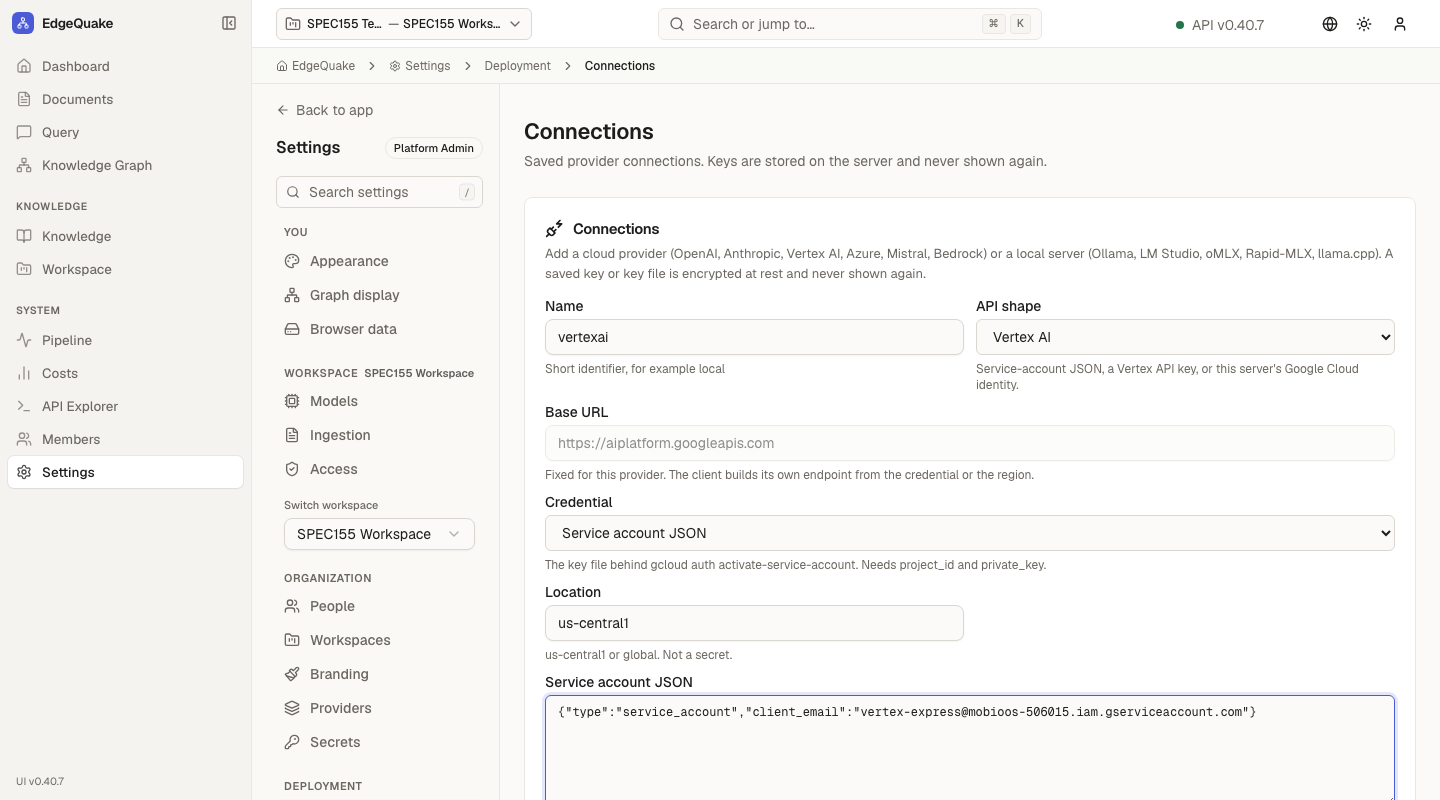 EdgeQuake
Dashboard
Documents
Query
Knowledge Graph
KNOWLEDGE
Knowledge
Workspace
SYSTEM
Pipeline
Costs
API Explorer
Members
Settings
UI v0.40.7
SPEC155 Te... — SPEC155 Works...
Search or jump to...
⌘ K
API v0.40.7
EdgeQuake > Settings > Deployment > Connections
Back to app
Settings
Platform Admin
Search settings /
YOU
Appearance
Graph display
Browser data
WORKSPACE SPEC155 Workspace
Models
Ingestion
Access
Switch workspace
SPEC155 Workspace
ORGANIZATION
People
Workspaces
Branding
Providers
Secrets
DEPLOYMENT
Connections
Saved provider connections. Keys are stored on the server and never shown again.
Connections
Add a cloud provider (OpenAI, Anthropic, Vertex AI, Azure, Mistral, Bedrock) or a local server (Ollama, LM Studio, oMLX, Rapid-MLX, llama.cpp). A
saved key or key file is encrypted at rest and never shown again.
Name
vertexai
Short identifier, for example local
API shape
Vertex AI
Service-account JSON, a Vertex API key, or this server's Google Cloud
identity.
Base URL
https://aiplatform.googleapis.com
Fixed for this provider. The client builds its own endpoint from the credential or the region.
Credential
Service account JSON
The key file behind gcloud auth activate-service-account. Needs project_id and private_key.
Location
us-central1
us-central1 or global. Not a secret.
Service account JSON
{"type":"service_account","client_email":"vertex-express@mobioos-506015.iam.gserviceaccount.com"}